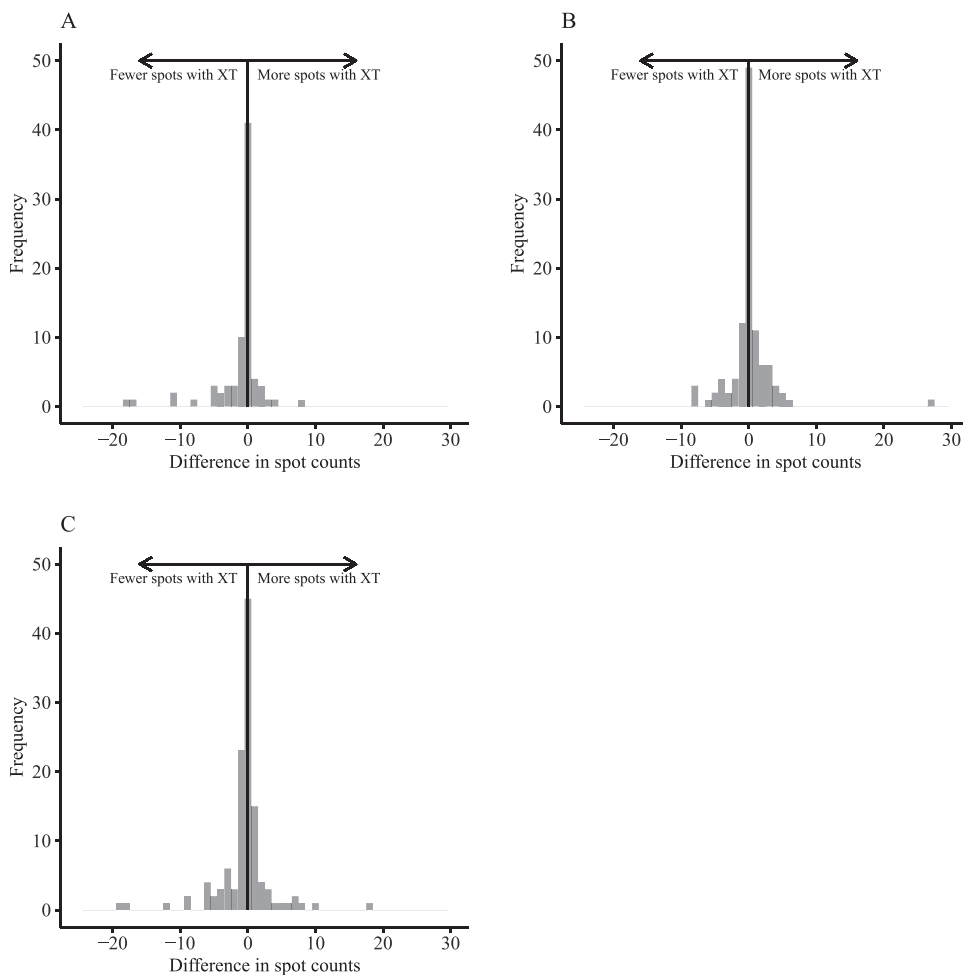 A
50
40
30
20
10
0
Frequency
Fewer spots with XT
More spots with XT
−20 −10 0 10 20 30
Difference in spot counts
B
50
40
30
20
10
0
Frequency
Fewer spots with XT
More spots with XT
−20 −10 0 10 20 30
Difference in spot counts
C
50
40
30
20
10
0
Frequency
Fewer spots with XT
More spots with XT
−20 −10 0 10 20 30
Difference in spot counts